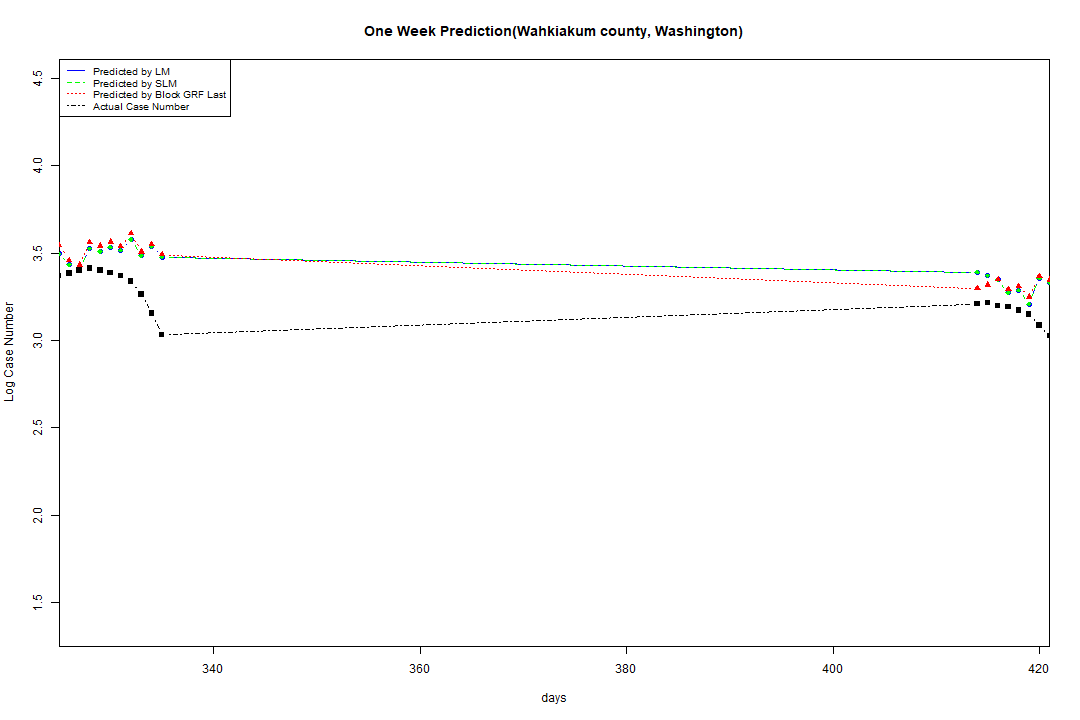 One Week Prediction(Wahkiakum county, Washington)
Predicted by LM
Predicted by SLM
Predicted by Block GRF Last
Actual Case Number
4.5
4.0
3.5
3.0
2.5
2.0
1.5
Log Case Number
340 360 380 400 420
days